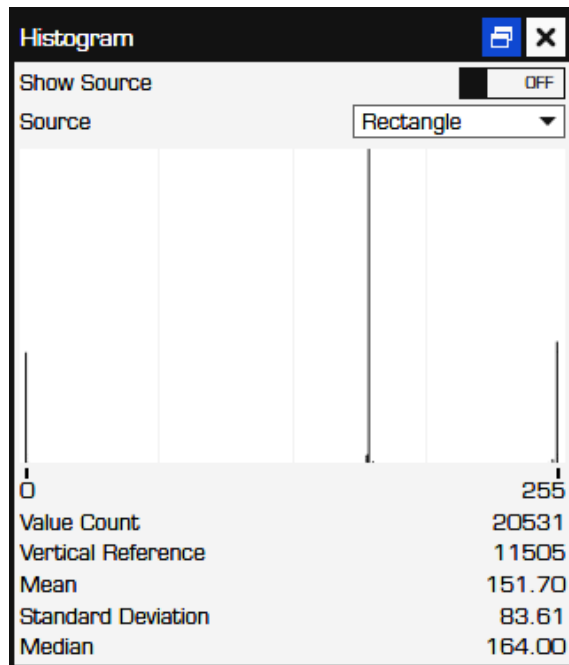 Histogram
Show Source OFF
Source Rectangle
0 255
Value Count 20531
Vertical Reference 11505
Mean 151.70
Standard Deviation 83.61
Median 164.00